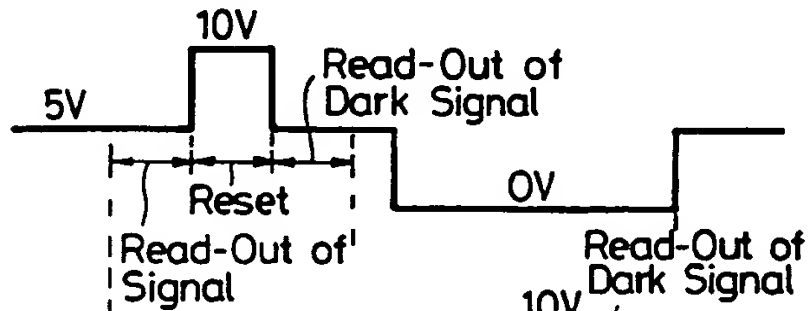 10V
Read-Out of
Dark Signal
5V
Reset
0V
Read-Out of
Signal
Read-Out of
Dark Signal
10V